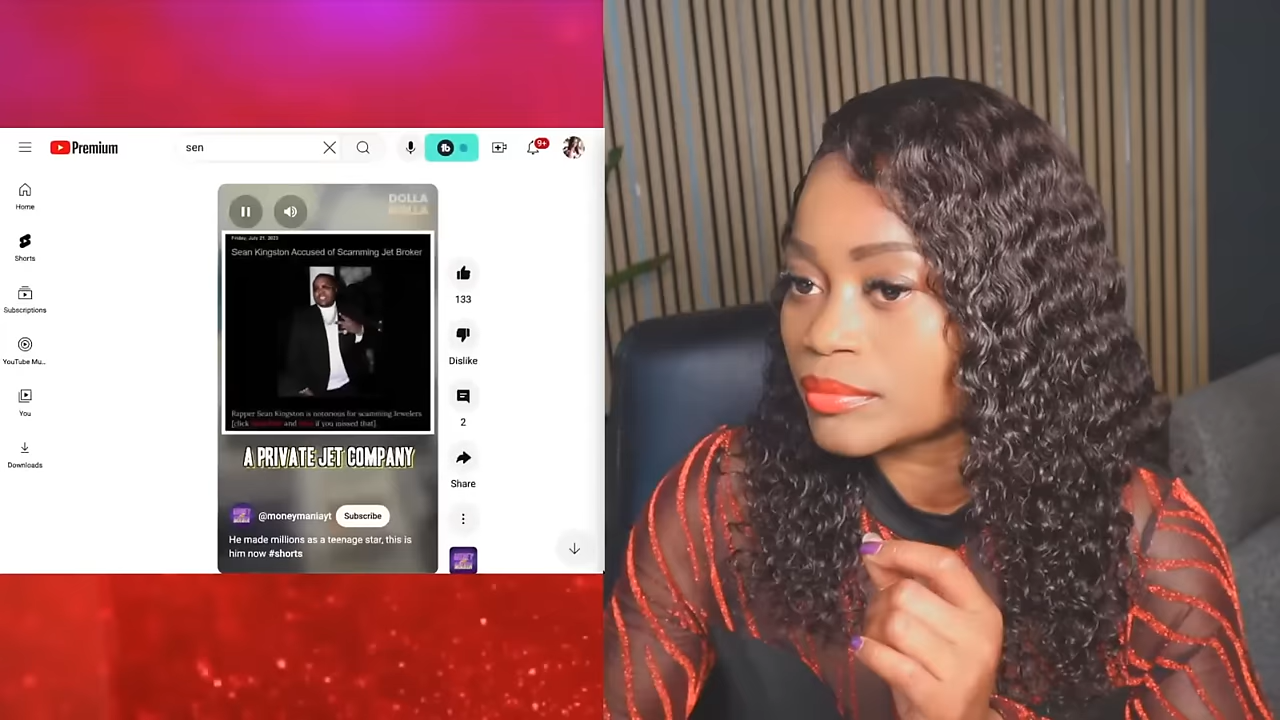 Premium
sen
9+
Home
Shorts
Subscriptions
YouTube Mu...
You
Downloads
DOLLA
Friday, July 21, 2023
Sean Kingston Accused of Scamming Jet Broker
Rapper Sean Kingston is notorious for scamming Jewelers
[click
and
if you missed that].
A PRIVATE JET COMPANY
@moneymaniayt
Subscribe
He made millions as a teenage star, this is
him now #shorts
133
Dislike
2
Share